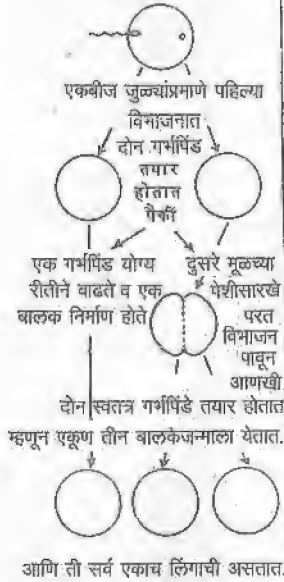 एकबीज जुळ्यांप्रमाणे पहिल्या
विभाजनात
दोन गर्भपिंड
तयार
होतात
पैकी
एक गर्भपिंड योग्य
रीतीने वाढते व एक
बालक निर्माण होते
दुसरे मूळच्या
पेशीसारखे
परत
विभाजन
पावून
आणखी
दोन स्वतंत्र गर्भपिंडे तयार होतात
म्हणून एकूण तीन बालकेजन्माला येतात.
आणि ती सर्व एकाच लिंगाची असतात.